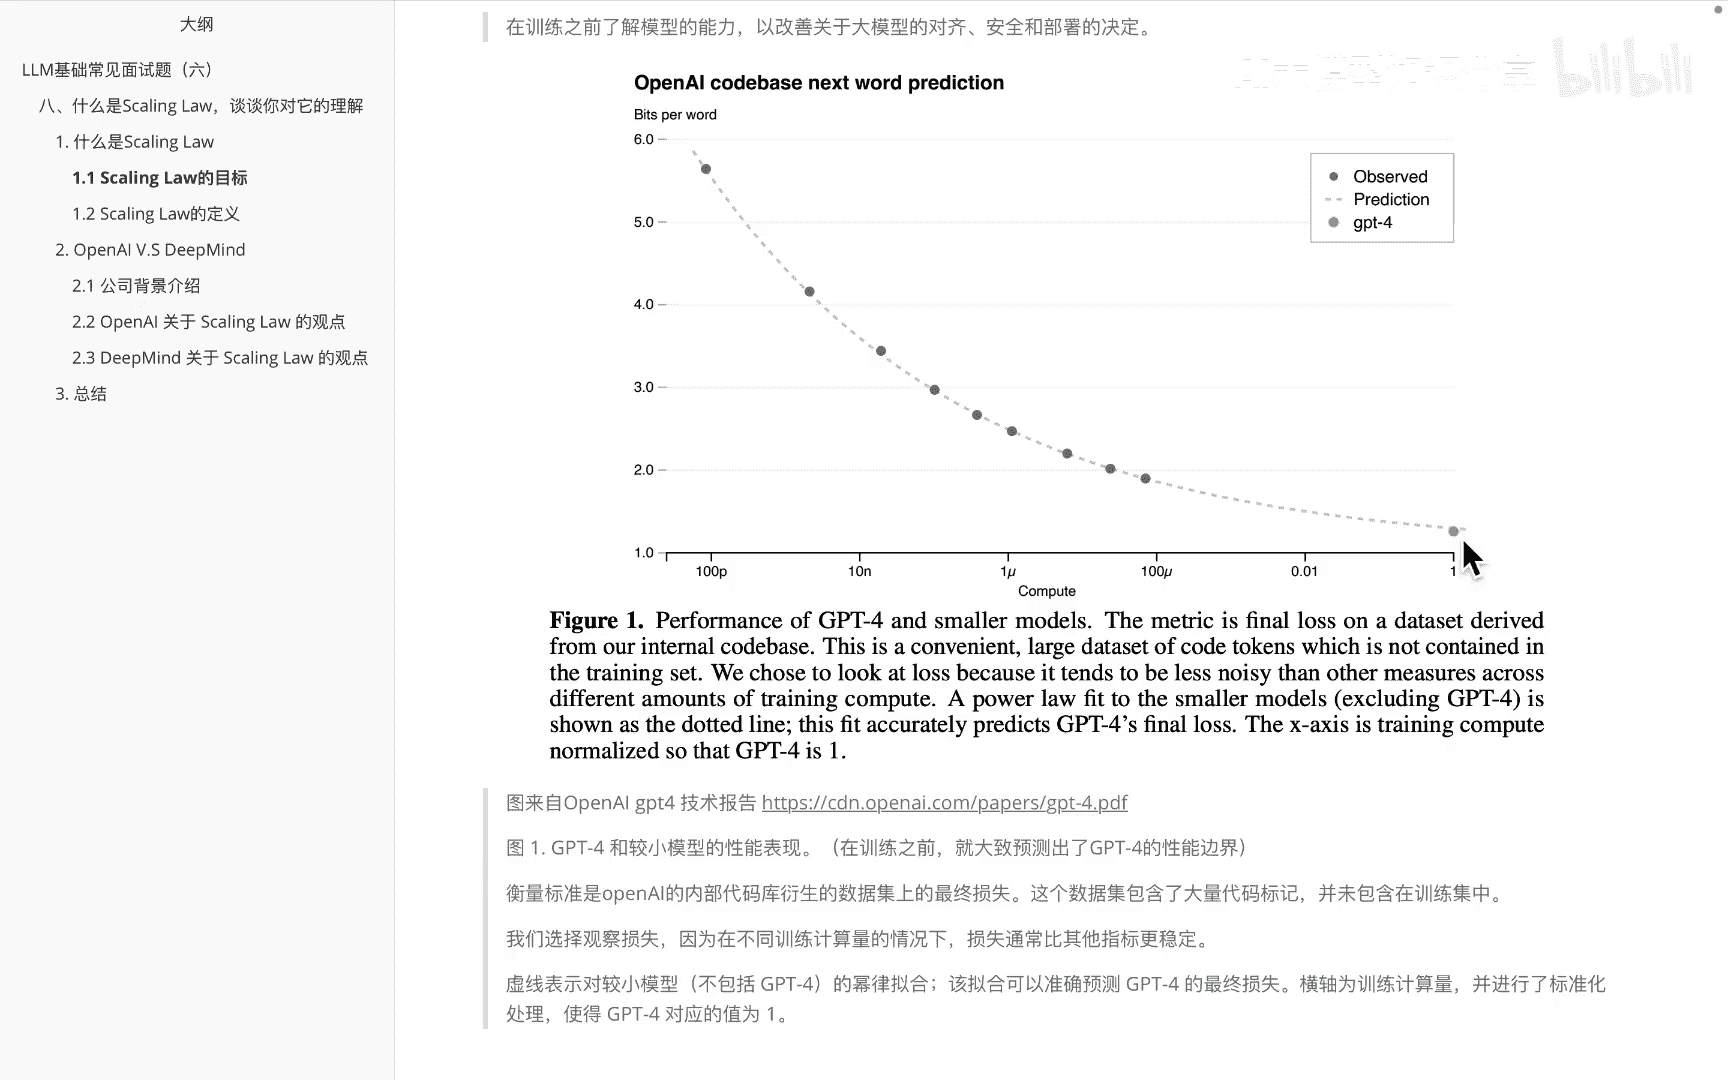 大纲
LLM基础常见面试题（六）
八、什么是Scaling Law，谈谈你对它的理解
1. 什么是Scaling Law
1.1 Scaling Law的目标
1.2 Scaling Law的定义
2. OpenAI V.S DeepMind
2.1 公司背景介绍
2.2 OpenAI 关于 Scaling Law 的观点
2.3 DeepMind 关于 Scaling Law 的观点
3. 总结
在训练之前了解模型的能力，以改善关于大模型的对齐、安全和部署的决定。
bilibili
OpenAI codebase next word prediction
Bits per word
6.0
5.0
4.0
3.0
2.0
1.0
Observed
Prediction
gpt-4
100p
10n
1μ
100μ
0.01
1
Compute
Figure 1. Performance of GPT-4 and smaller models. The metric is final loss on a dataset derived
from our internal codebase. This is a convenient, large dataset of code tokens which is not contained in
the training set. We chose to look at loss because it tends to be less noisy than other measures across
different amounts of training compute. A power law fit to the smaller models (excluding GPT-4) is
shown as the dotted line; this fit accurately predicts GPT-4's final loss. The x-axis is training compute
normalized so that GPT-4 is 1.
图来自OpenAI gpt4 技术报告 https://cdn.openai.com/papers/gpt-4.pdf
图 1. GPT-4 和较小模型的性能表现。（在训练之前，就大致预测出了GPT-4的性能边界）
衡量标准是openAI的内部代码库衍生的数据集上的最终损失。这个数据集包含了大量代码标记，并未包含在训练集中。
我们选择观察损失，因为在不同训练计算量的情况下，损失通常比其他指标更稳定。
虚线表示对较小模型（不包括 GPT-4）的幂律拟合；该拟合可以准确预测 GPT-4 的最终损失。横轴为训练计算量，并进行了标准化
处理，使得 GPT-4 对应的值为 1。